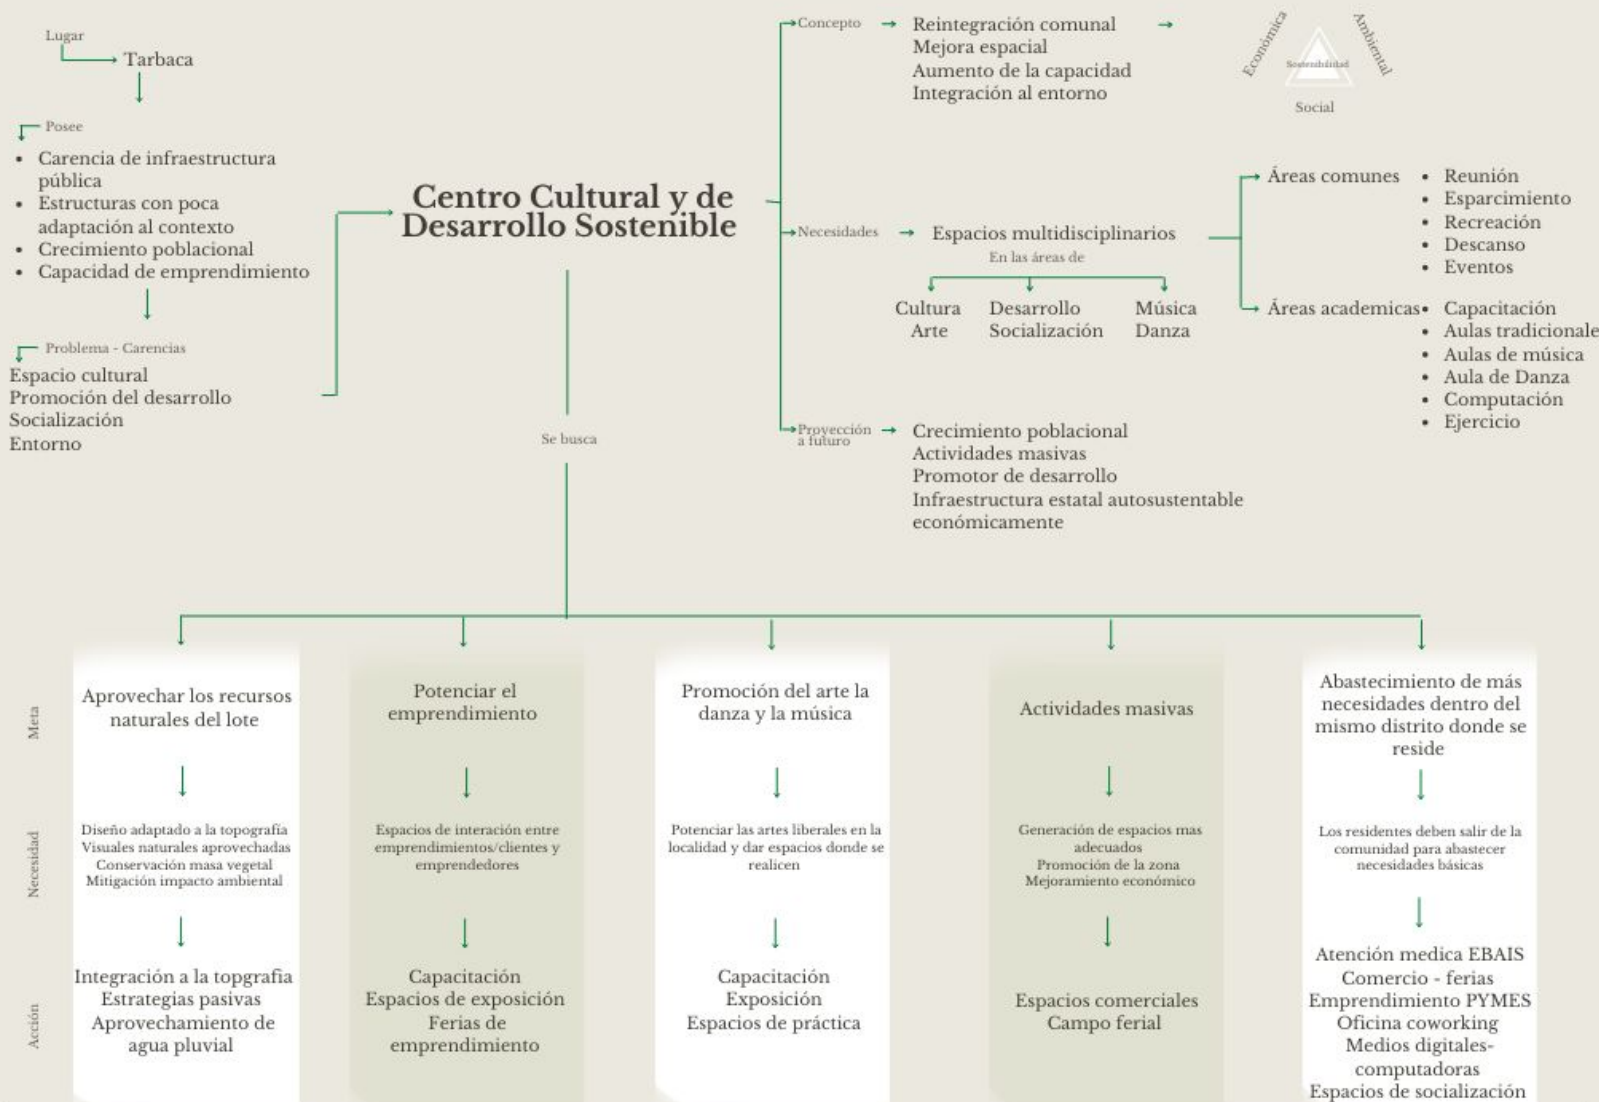 Lugar
Tarbaca
Posee
• Carencia de infraestructura
pública
• Estructuras con poca
adaptación al contexto
• Crecimiento poblacional
• Capacidad de emprendimiento
Problema - Carencias
Espacio cultural
Promoción del desarrollo
Socialización
Entorno
Centro Cultural y de
Desarrollo Sostenible
Concepto
Reintegración comunal
Mejora espacial
Aumento de la capacidad
Integración al entorno
Económica
Ambiental
Sostenibilidad
Social
Necesidades
Espacios multidisciplinarios
En las áreas de
Cultura
Arte
Desarrollo
Socialización
Música
Danza
Áreas comunes
• Reunión
• Esparcimiento
• Recreación
• Descanso
• Eventos
Áreas academicas
• Capacitación
• Aulas tradicionale
• Aulas de música
• Aula de Danza
• Computación
• Ejercicio
Proyección
a futuro
Crecimiento poblacional
Actividades masivas
Promotor de desarrollo
Infraestructura estatal autosustentable
económicamente
Se busca
Meta
Aprovechar los recursos
naturales del lote
Potenciar el
emprendimiento
Promoción del arte la
danza y la música
Actividades masivas
Abastecimiento de más
necesidades dentro del
mismo distrito donde se
reside
Necesidad
Diseño adaptado a la topografía
Visuales naturales aprovechadas
Conservación masa vegetal
Mitigación impacto ambiental
Espacios de interación entre
emprendimientos/clientes y
emprendedores
Potenciar las artes liberales en la
localidad y dar espacios donde se
realicen
Generación de espacios mas
adecuados
Promoción de la zona
Mejoramiento económico
Los residentes deben salir de la
comunidad para abastecer
necesidades básicas
Acción
Integración a la topgrafía
Estrategias pasivas
Aprovechamiento de
agua pluvial
Capacitación
Espacios de exposición
Ferias de
emprendimiento
Capacitación
Exposición
Espacios de práctica
Espacios comerciales
Campo ferial
Atención medica EBAIS
Comercio - ferias
Emprendimiento PYMES
Oficina coworking
Medios digitales-
computadoras
Espacios de socialización